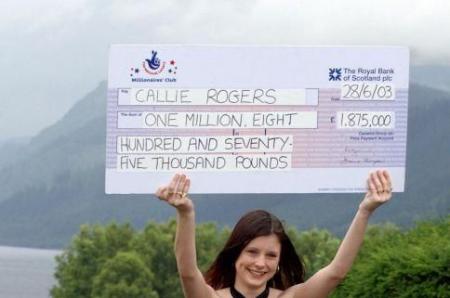 Millionaires' Club
The Royal Bank
of Scotland plc
28/6/03
CALLIE ROGERS
ONE MILLION, EIGHT
£ 1,875,000
HUNDRED AND SEVENTY-
FIVE THOUSAND POUNDS